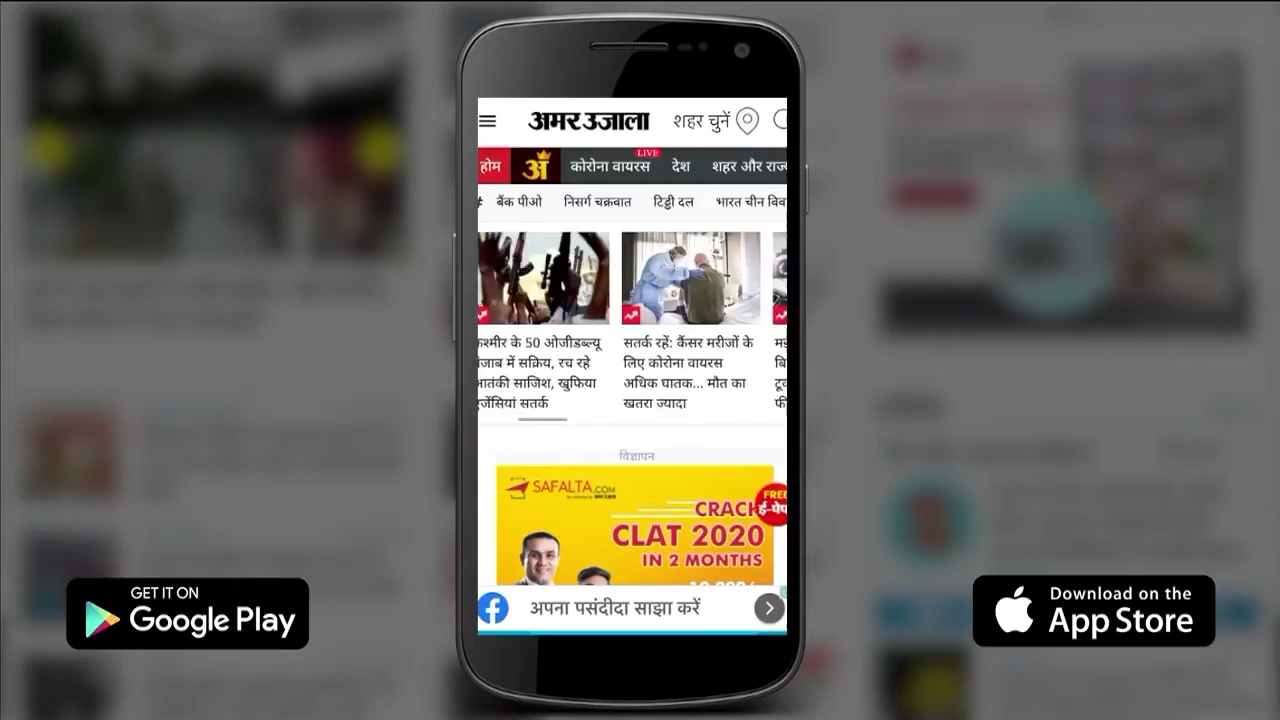 अमर उजाला
शहर चुनें
होम
अ
कोरोना वायरस
LIVE
देश
शहर और राज्
# बैंक पीओ
निसर्ग चक्रवात
टिड्डी दल
भारत चीन विवा
कश्मीर के 50 ओजीडब्ल्यू
पंजाब में सक्रिय, रच रहे
आतंकी साजिश, खुफिया
एजेंसियां सतर्क
सतर्क रहें: कैंसर मरीजों के
लिए कोरोना वायरस
अधिक घातक... मौत का
खतरा ज्यादा
विज्ञापन
SAFALTA.COM
CRACK
CLAT 2020
IN 2 MONTHS
FREE
ई-पेप
अपना पसंदीदा साझा करें
GET IT ON
Google Play
Download on the
App Store